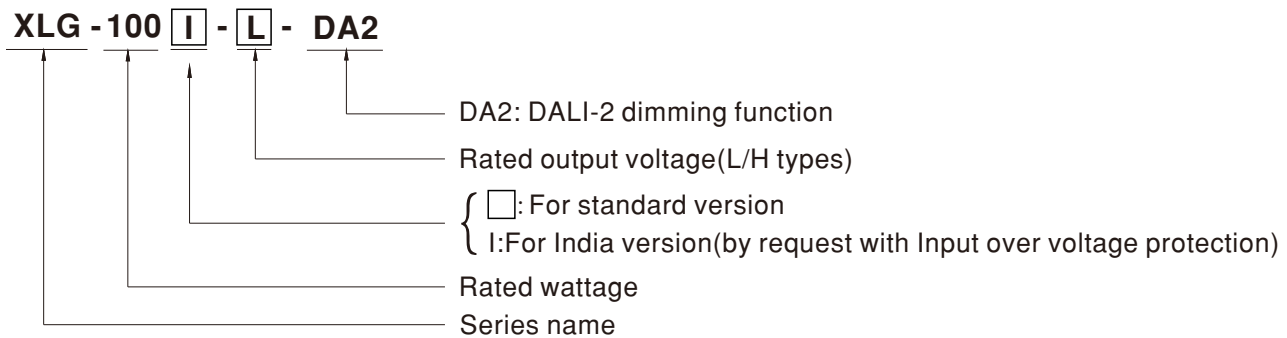 XLG - 100 I - L - DA2
DA2: DALI-2 dimming function
Rated output voltage(L/H types)
□: For standard version
I:For India version(by request with Input over voltage protection)
Rated wattage
Series name